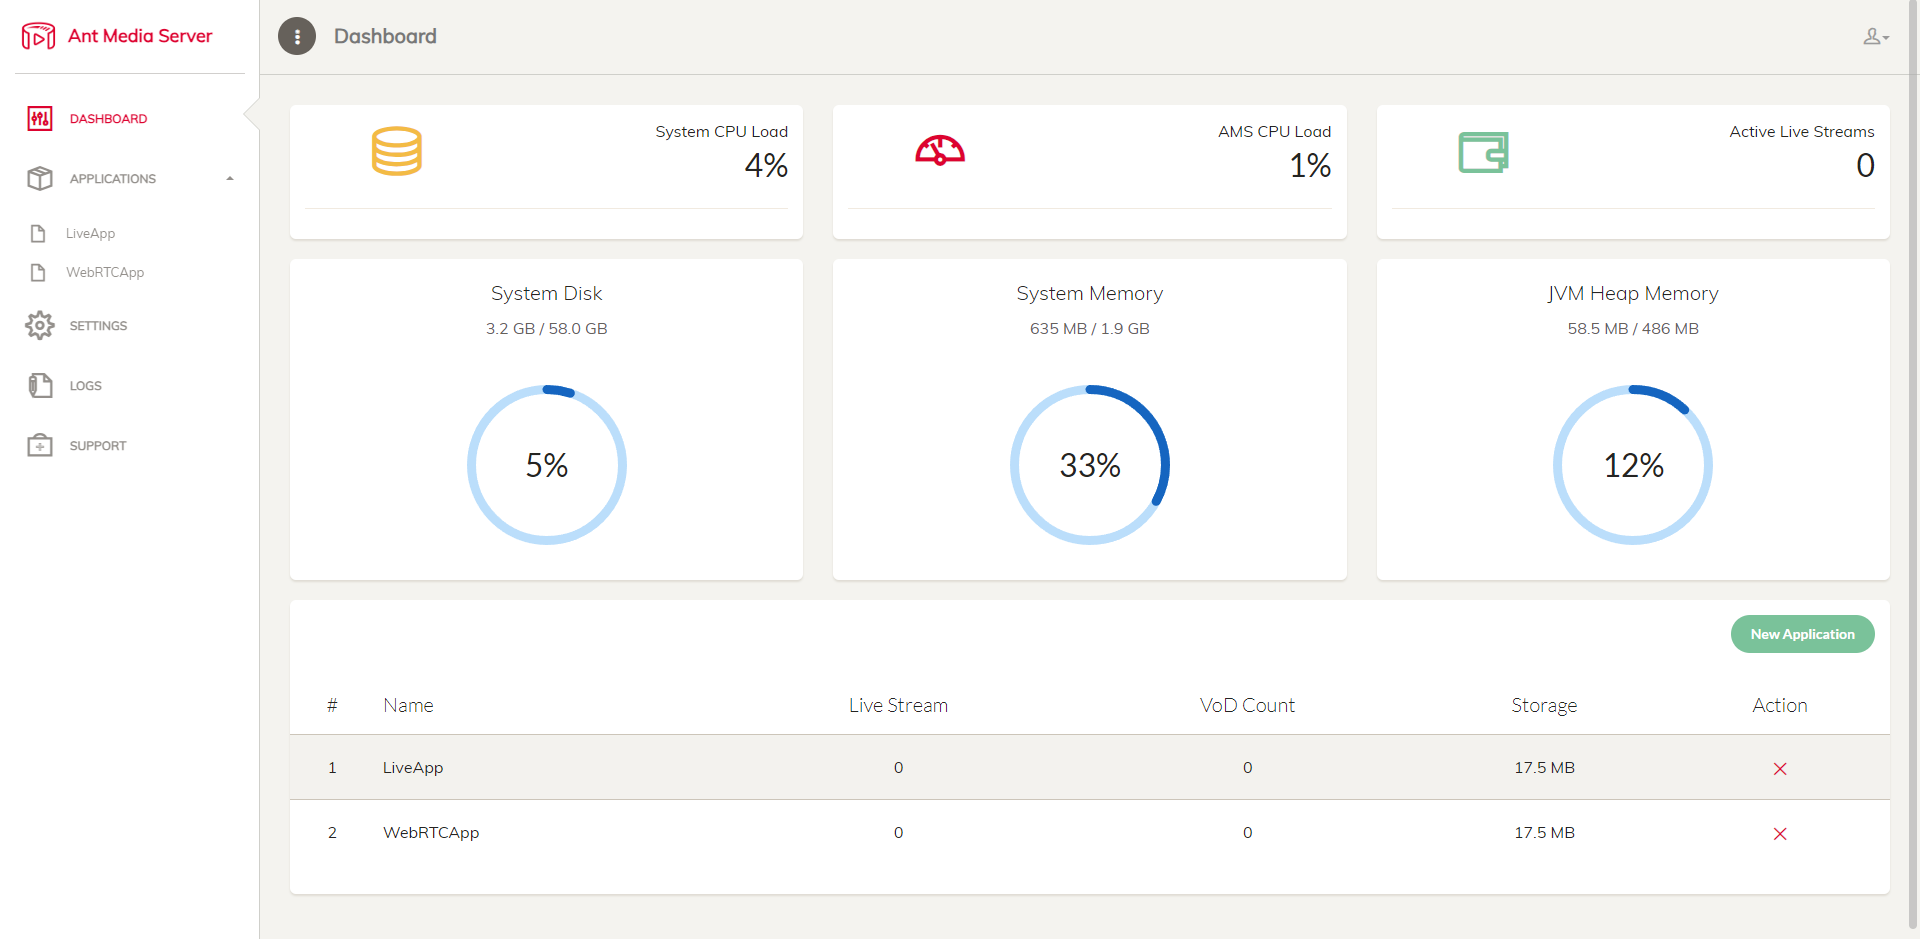 Ant Media Server
Dashboard
DASHBOARD
APPLICATIONS
LiveApp
WebRTCApp
SETTINGS
LOGS
SUPPORT
System CPU Load
4%
AMS CPU Load
1%
Active Live Streams
0
System Disk
3.2 GB / 58.0 GB
5%
System Memory
635 MB / 1.9 GB
33%
JVM Heap Memory
58.5 MB / 486 MB
12%
New Application
# Name Live Stream VoD Count Storage Action
1 LiveApp 0 0 17.5 MB
2 WebRTCApp 0 0 17.5 MB